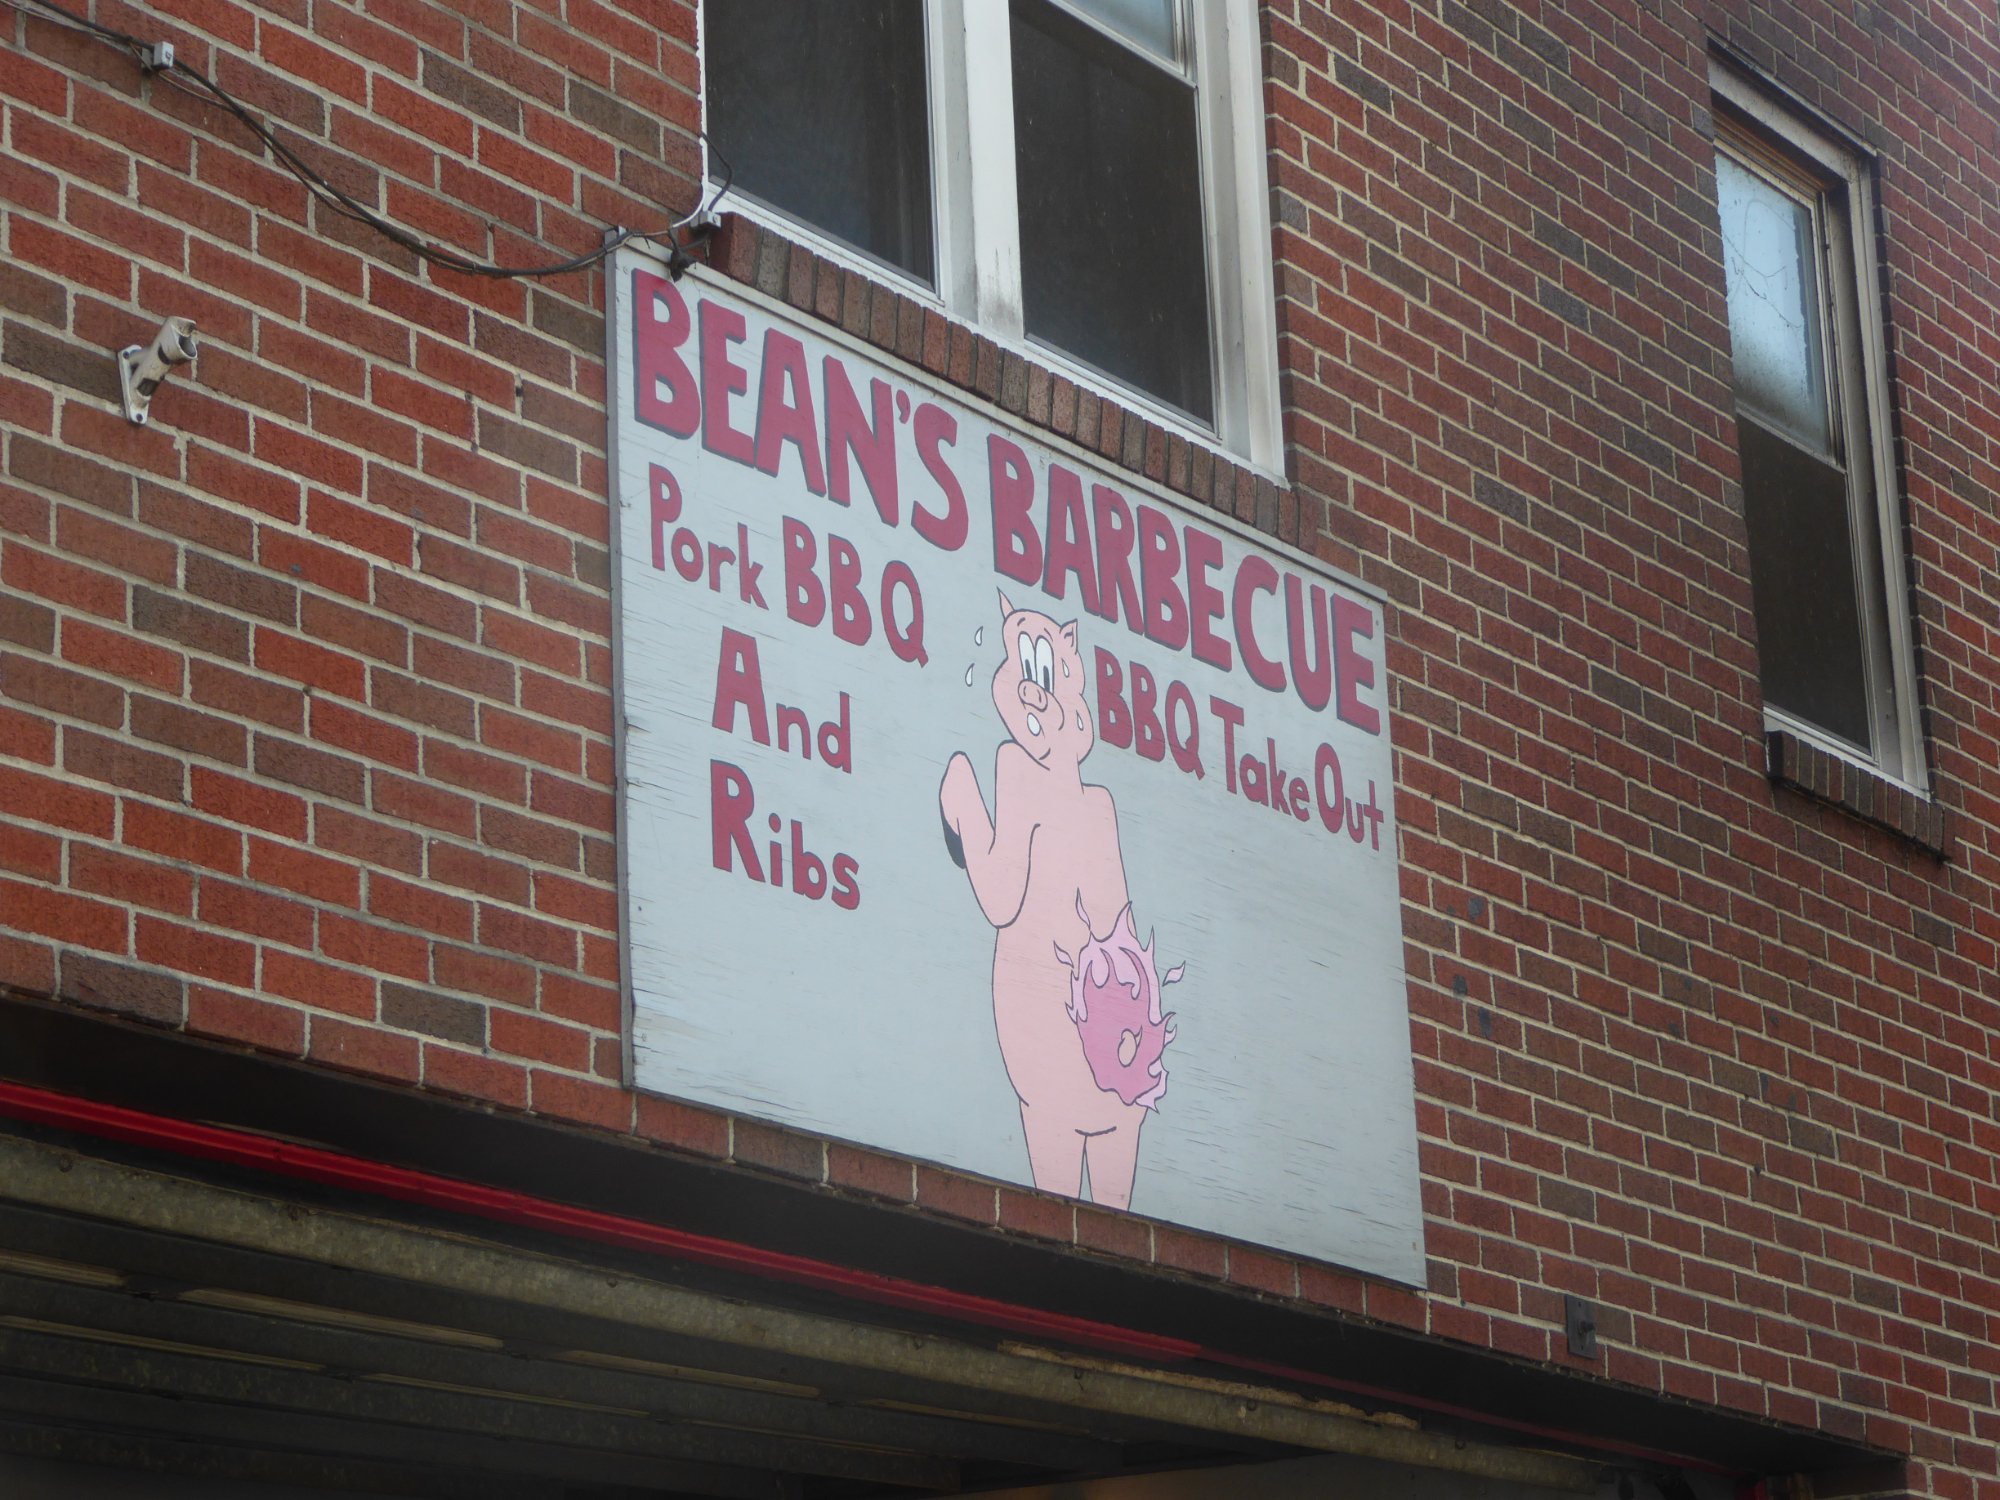 BEAN'S BARBECUE
Pork BBQ
And
Ribs
BBQ Take Out